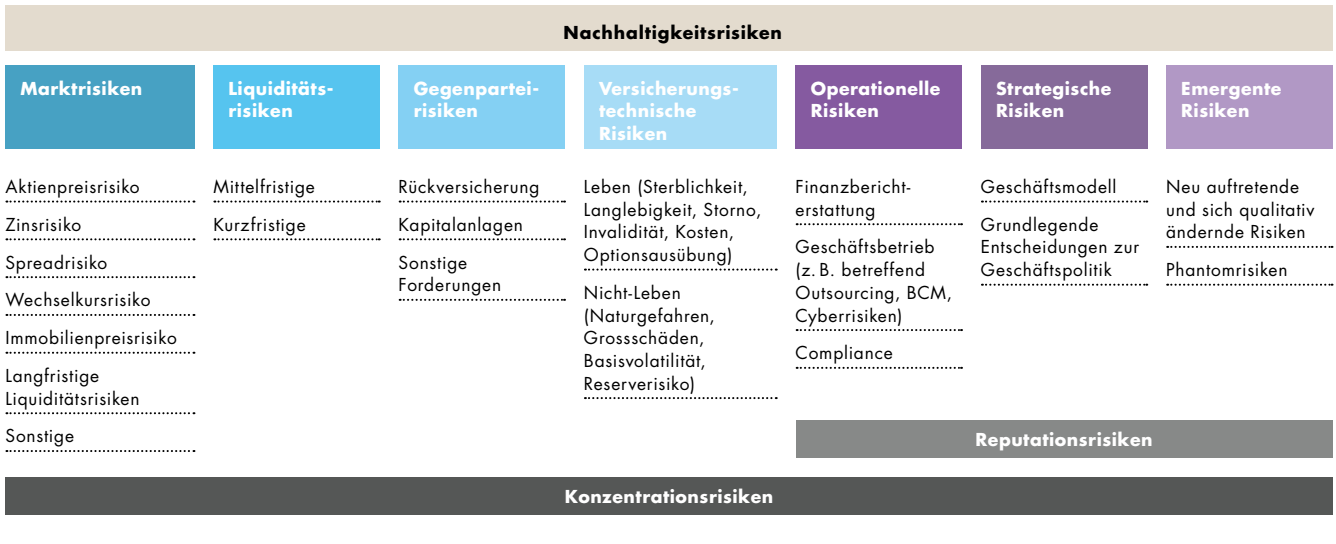 Nachhaltigkeitsrisiken
Marktrisiken
Aktienpreisrisiko
Zinsrisiko
Spreadrisiko
Wechselkursrisiko
Immobilienpreisrisiko
Langfristige
Liquiditätsrisiken
Sonstige
Liquiditäts-
risiken
Mittelfristige
Kurzfristige
Gegenpartei-
risiken
Rückversicherung
Kapitalanlagen
Sonstige
Forderungen
Versicherungs-
technische
Risiken
Leben (Sterblichkeit,
Langlebigkeit, Storno,
Invalidität, Kosten,
Optionsausübung)
Nicht-Leben
(Naturgefahren,
Grossschäden,
Basisvolatilität,
Reserverisiko)
Operationelle
Risiken
Finanzbericht-
erstattung
Geschäftsbetrieb
(z. B. betreffend
Outsourcing, BCM,
Cyberrisiken)
Compliance
Strategische
Risiken
Geschäftsmodell
Grundlegende
Entscheidungen zur
Geschäftspolitik
Emergente
Risiken
Neu auftretende
und sich qualitativ
ändernde Risiken
Phantomrisiken
Reputationsrisiken
Konzentrationsrisiken